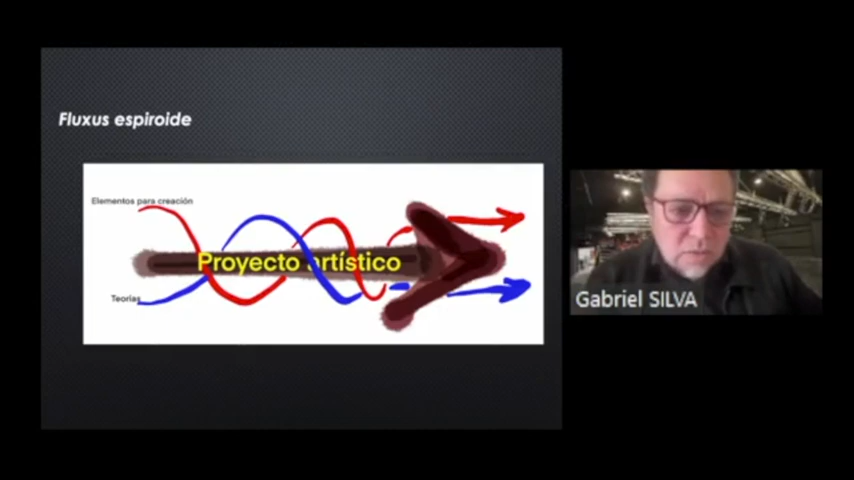 Fluxus espiroide
Elementos para creación
Proyecto artístico
Teorías
Gabriel SILVA